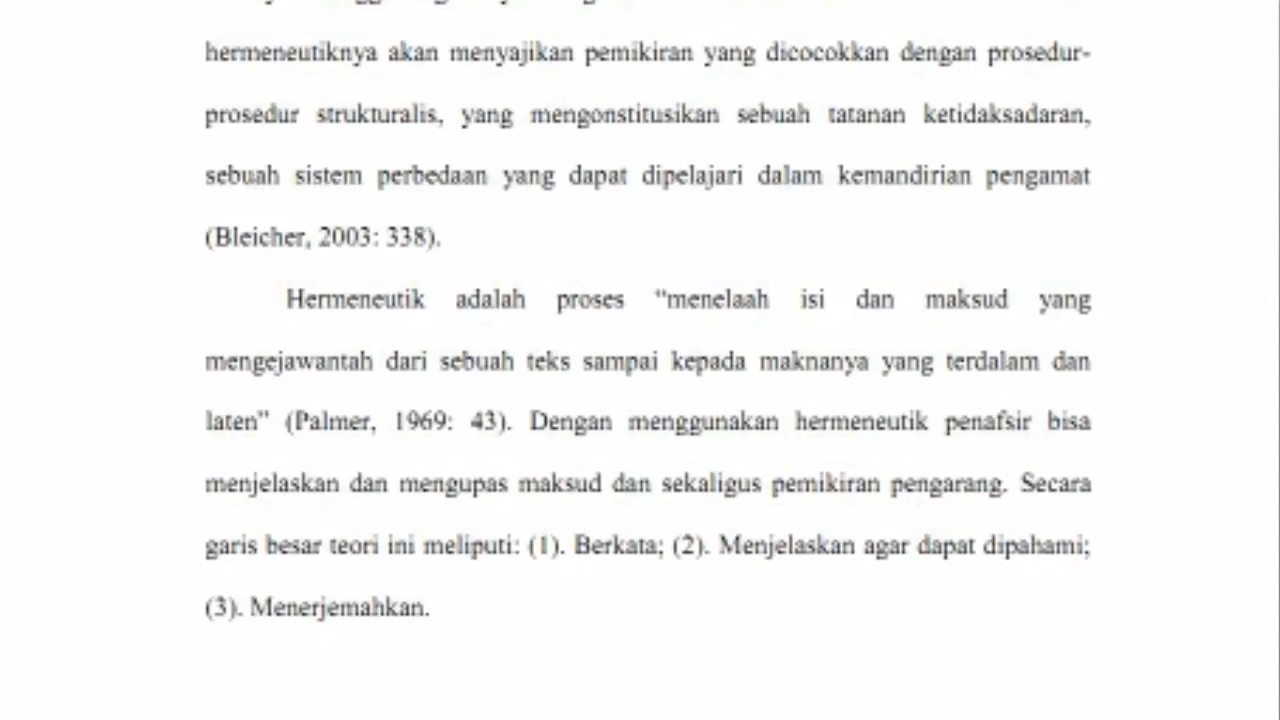 hermeneutiknya akan menyajikan pemikiran yang dicocokkan dengan prosedur-
prosedur strukturalis, yang mengonstitusikan sebuah tatanan ketidaksadaran,
sebuah sistem perbedaan yang dapat dipelajari dalam kemandirian pengamat
(Bleicher, 2003: 338).
Hermeneutik adalah proses “menelaah isi dan maksud yang
mengejawantah dari sebuah teks sampai kepada maknanya yang terdalam dan
laten” (Palmer, 1969: 43). Dengan menggunakan hermeneutik penafsir bisa
menjelaskan dan mengupas maksud dan sekaligus pemikiran pengarang. Secara
garis besar teori ini meliputi: (1). Berkata; (2). Menjelaskan agar dapat dipahami;
(3). Menerjemahkan.